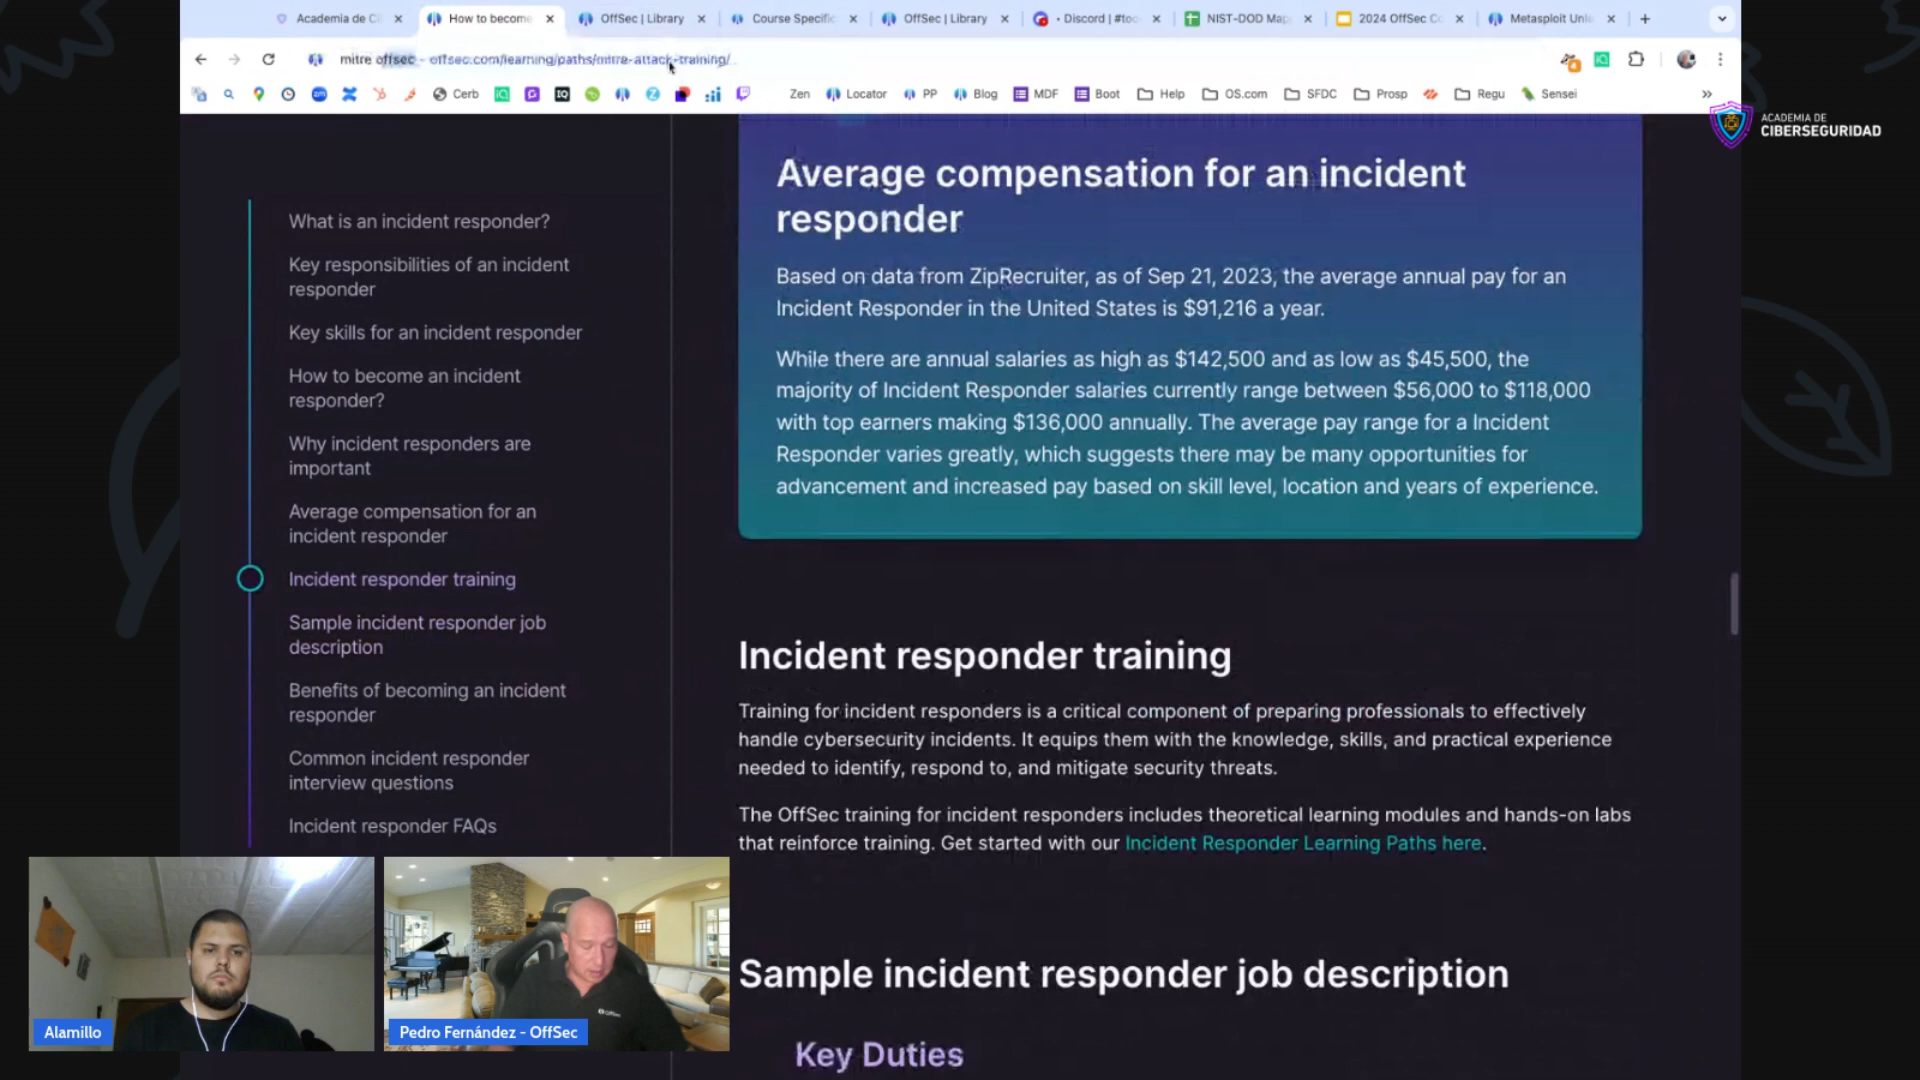 Academia de C
How to become
OffSec | Library
Course Specific
OffSec | Library
• Discord | #too
NIST-DOD Map
2024 OffSec Co
Metasploit Unle
mitre offsec - offsec.com/learning/paths/mitre-attack-training/
Cerb
Zen
Locator
PP
Blog
MDF
Boot
Help
OS.com
SFDC
Prosp
Regu
Sensei
ACADEMIA DE
CIBERSEGURIDAD
What is an incident responder?
Key responsibilities of an incident
responder
Key skills for an incident responder
How to become an incident
responder?
Why incident responders are
important
Average compensation for an
incident responder
Incident responder training
Sample incident responder job
description
Benefits of becoming an incident
responder
Common incident responder
interview questions
Incident responder FAQs
Average compensation for an incident
responder
Based on data from ZipRecruiter, as of Sep 21, 2023, the average annual pay for an
Incident Responder in the United States is $91,216 a year.
While there are annual salaries as high as $142,500 and as low as $45,500, the
majority of Incident Responder salaries currently range between $56,000 to $118,000
with top earners making $136,000 annually. The average pay range for a Incident
Responder varies greatly, which suggests there may be many opportunities for
advancement and increased pay based on skill level, location and years of experience.
Incident responder training
Training for incident responders is a critical component of preparing professionals to effectively
handle cybersecurity incidents. It equips them with the knowledge, skills, and practical experience
needed to identify, respond to, and mitigate security threats.
The OffSec training for incident responders includes theoretical learning modules and hands-on labs
that reinforce training. Get started with our Incident Responder Learning Paths here.
Sample incident responder job description
Key Duties
Alamillo
OffSec
Pedro Fernández - OffSec